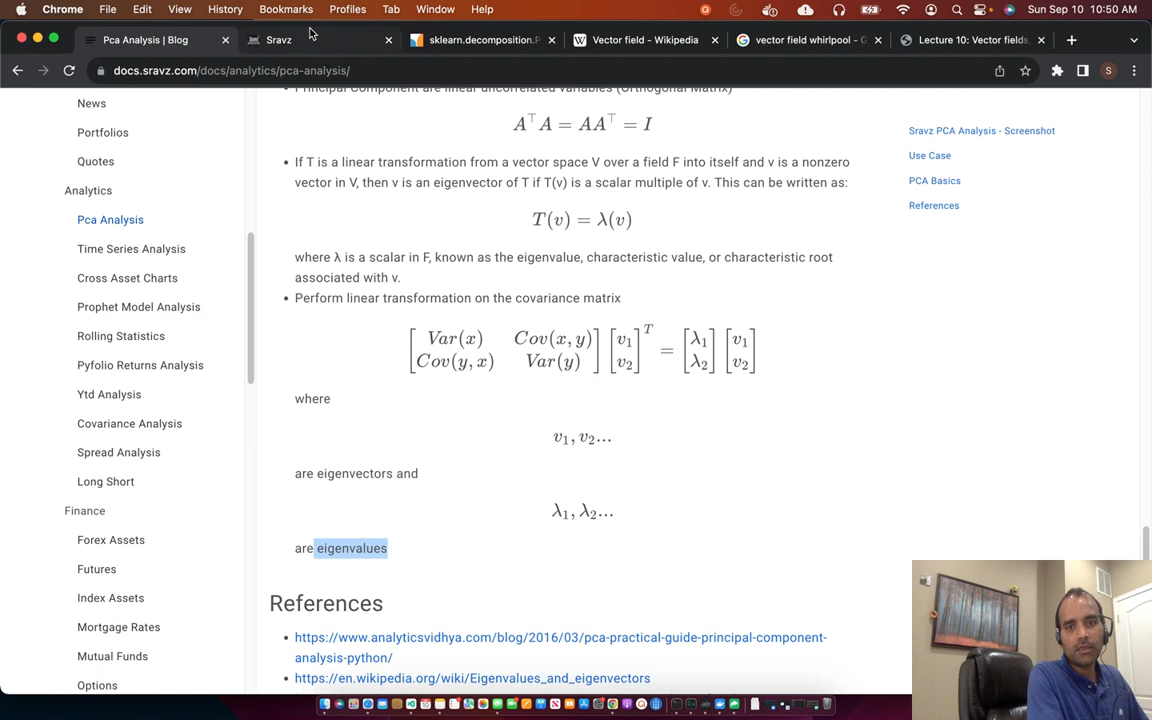 Chrome File Edit View History Bookmarks Profiles Tab Window Help Sun Sep 10 10:50 AM
Pca Analysis | Blog Sravz sklearn.decomposition.P Vector field - Wikipedia vector field whirlpool - G Lecture 10: Vector fields,
docs.sravz.com/docs/analytics/pca-analysis/ S
News
Portfolios
Quotes
Analytics
Pca Analysis
Time Series Analysis
Cross Asset Charts
Prophet Model Analysis
Rolling Statistics
Pyfolio Returns Analysis
Ytd Analysis
Covariance Analysis
Spread Analysis
Long Short
Finance
Forex Assets
Futures
Index Assets
Mortgage Rates
Mutual Funds
Options
Principal Component are linear uncorrelated variables (Orthogonal Matrix)
A⊤A = AA⊤ = I
• If T is a linear transformation from a vector space V over a field F into itself and v is a nonzero
vector in V, then v is an eigenvector of T if T(v) is a scalar multiple of v. This can be written as:
T(v) = λ(v)
where λ is a scalar in F, known as the eigenvalue, characteristic value, or characteristic root
associated with v.
• Perform linear transformation on the covariance matrix
[Var(x) Cov(x, y)] [v₁]ᵀ = [λ₁] [v₁]
[Cov(y, x) Var(y)] [v₂] [λ₂] [v₂]
where
v₁, v₂...
are eigenvectors and
λ₁, λ₂...
are eigenvalues
References
• https://www.analyticsvidhya.com/blog/2016/03/pca-practical-guide-principal-component-
analysis-python/
• https://en.wikipedia.org/wiki/Eigenvalues_and_eigenvectors
Sravz PCA Analysis - Screenshot
Use Case
PCA Basics
References